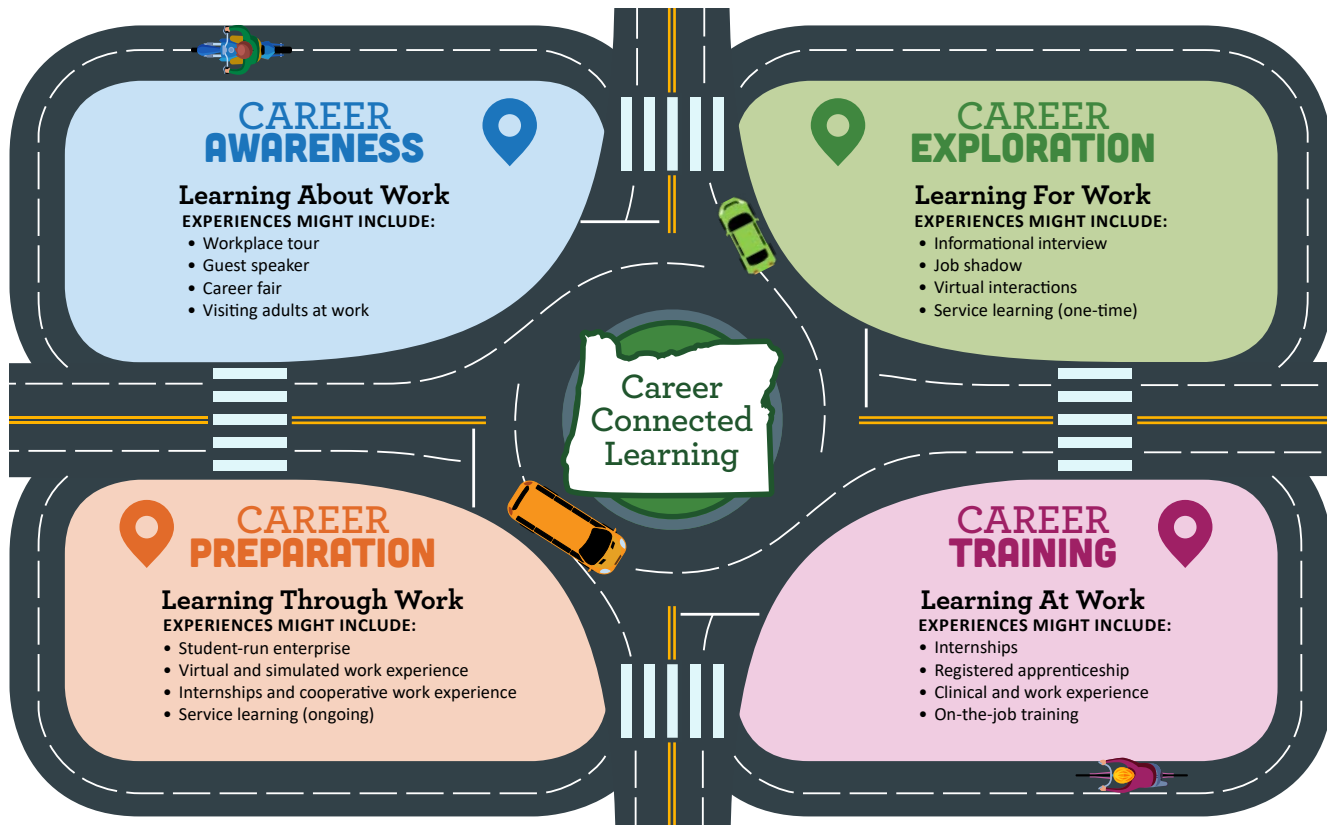 CAREER
AWARENESS
Learning About Work
EXPERIENCES MIGHT INCLUDE:
• Workplace tour
• Guest speaker
• Career fair
• Visiting adults at work
CAREER
EXPLORATION
Learning For Work
EXPERIENCES MIGHT INCLUDE:
• Informational interview
• Job shadow
• Virtual interactions
• Service learning (one-time)
Career
Connected
Learning
CAREER
PREPARATION
Learning Through Work
EXPERIENCES MIGHT INCLUDE:
• Student-run enterprise
• Virtual and simulated work experience
• Internships and cooperative work experience
• Service learning (ongoing)
CAREER
TRAINING
Learning At Work
EXPERIENCES MIGHT INCLUDE:
• Internships
• Registered apprenticeship
• Clinical and work experience
• On-the-job training